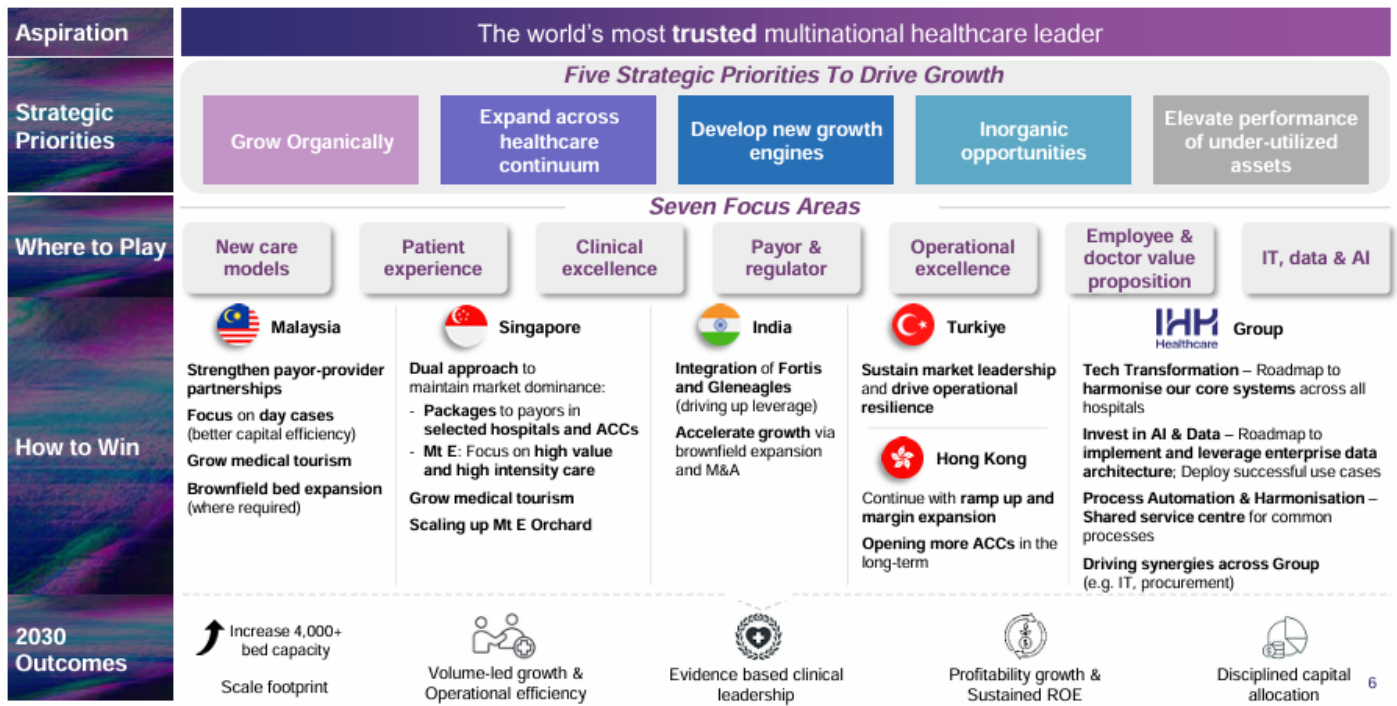 Aspiration
The world's most trusted multinational healthcare leader
Strategic
Priorities
Five Strategic Priorities To Drive Growth
Grow Organically
Expand across
healthcare
continuum
Develop new growth
engines
Inorganic
opportunities
Elevate performance
of under-utilized
assets
Where to Play
Seven Focus Areas
New care
models
Patient
experience
Clinical
excellence
Payor &
regulator
Operational
excellence
Employee &
doctor value
proposition
IT, data & AI
How to Win
Malaysia
Strengthen payor-provider
partnerships
Focus on day cases
(better capital efficiency)
Grow medical tourism
Brownfield bed expansion
(where required)
Singapore
Dual approach to
maintain market dominance:
- Packages to payors in
selected hospitals and ACCs
- Mt E: Focus on high value
and high intensity care
Grow medical tourism
Scaling up Mt E Orchard
India
Integration of Fortis
and Gleneagles
(driving up leverage)
Accelerate growth via
brownfield expansion
and M&A
Turkiye
Sustain market leadership
and drive operational
resilience
Hong Kong
Continue with ramp up and
margin expansion
Opening more ACCs in the
long-term
IHH
Healthcare
Group
Tech Transformation – Roadmap to
harmonise our core systems across all
hospitals
Invest in AI & Data – Roadmap to
implement and leverage enterprise data
architecture; Deploy successful use cases
Process Automation & Harmonisation –
Shared service centre for common
processes
Driving synergies across Group
(e.g. IT, procurement)
2030
Outcomes
Increase 4,000+
bed capacity
Scale footprint
Volume-led growth &
Operational efficiency
Evidence based clinical
leadership
Profitability growth &
Sustained ROE
Disciplined capital
allocation
6